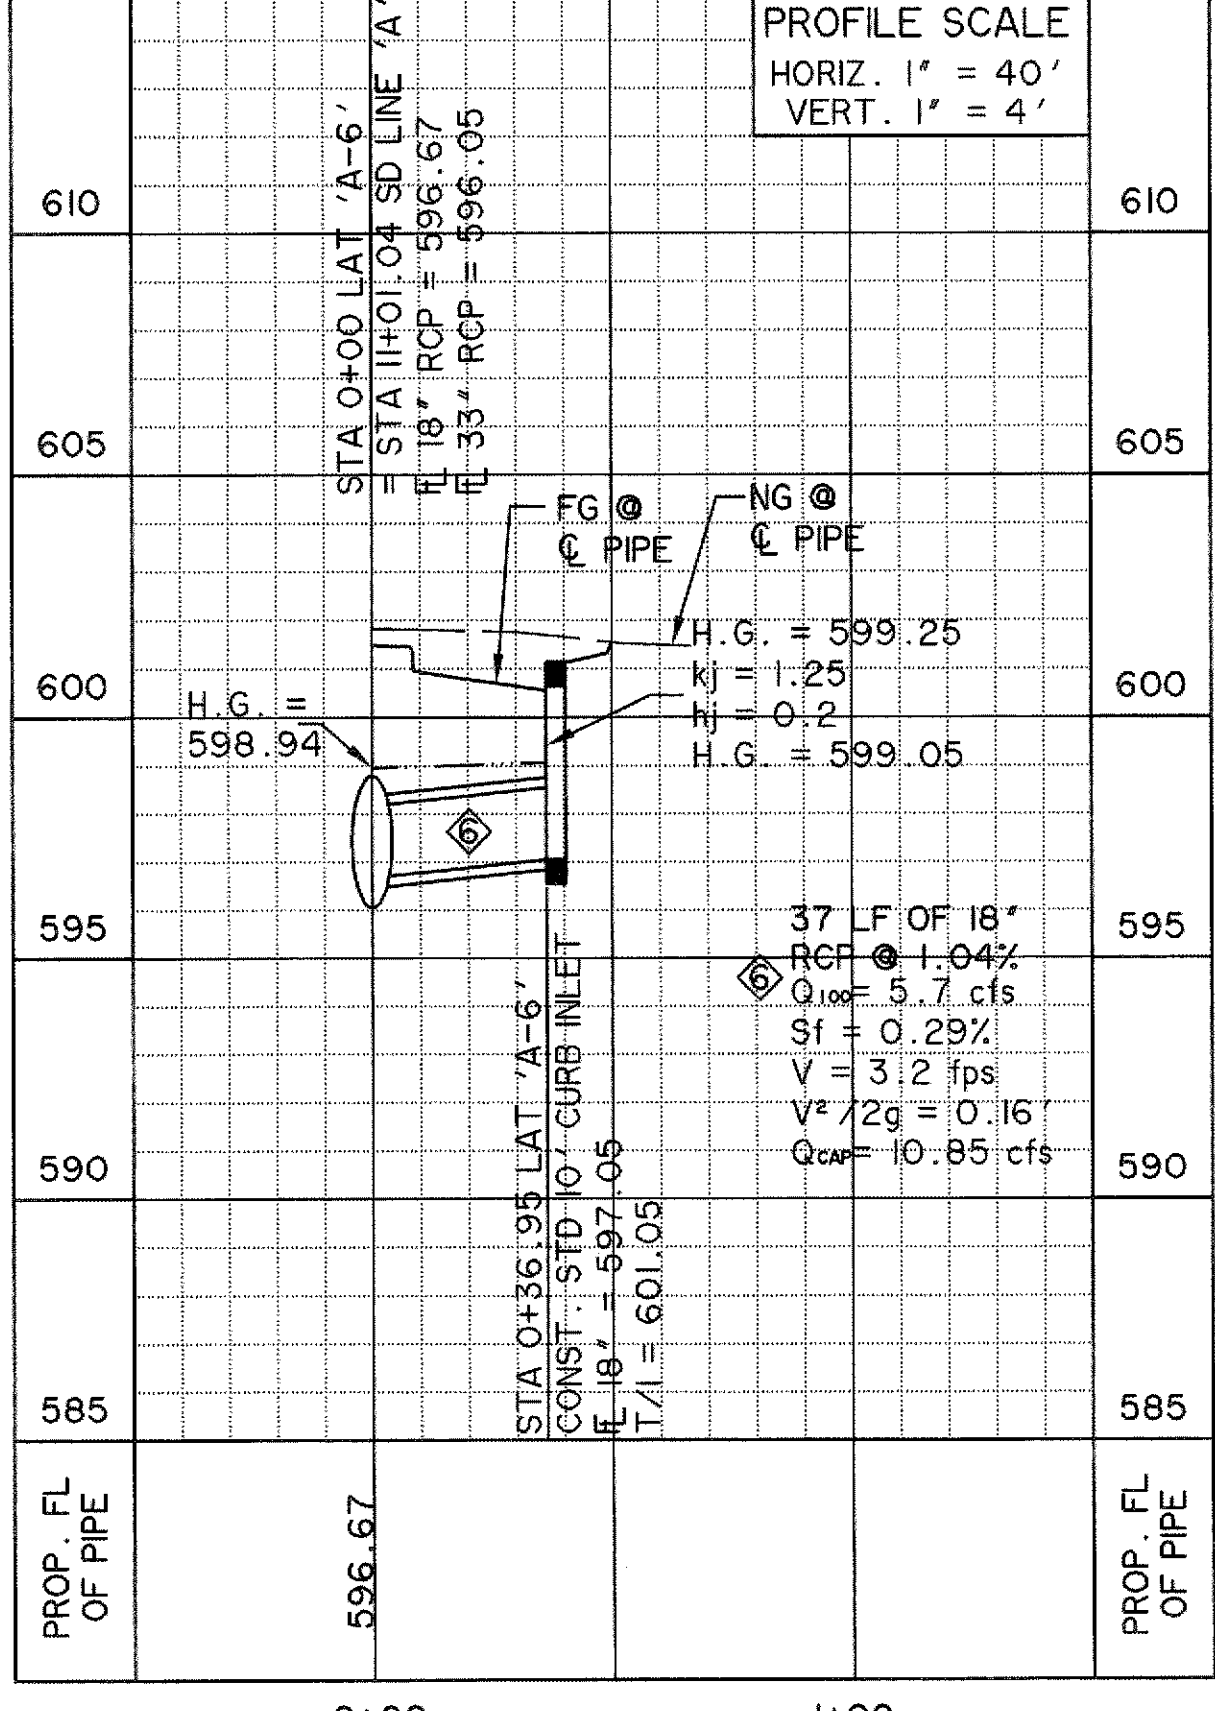 PROFILE SCALE
HORIZ. 1" = 40'
VERT. 1" = 4'
STA 0+00 LAT 'A-6'
= STA 11+01.04 SD LINE 'A'
FL 18" RCP = 596.67
FL 33" RCP = 596.05
610
610
605
605
FG @
℄ PIPE
NG @
℄ PIPE
H.G. = 599.25
kj = 1.25
hj = 0.2
H.G. = 599.05
600
600
H.G. =
598.94
6
595
595
37 LF OF 18"
RCP @ 1.04%
6
Q100= 5.7 cfs
Sf = 0.29%
V = 3.2 fps
V²/2g = 0.16'
QCAP= 10.85 cfs
STA 0+36.95 LAT 'A-6'
CONST. STD 10' CURB INLET
FL 18" = 597.05
T/I = 601.05
590
590
585
585
PROP. FL
OF PIPE
596.67
PROP. FL
OF PIPE